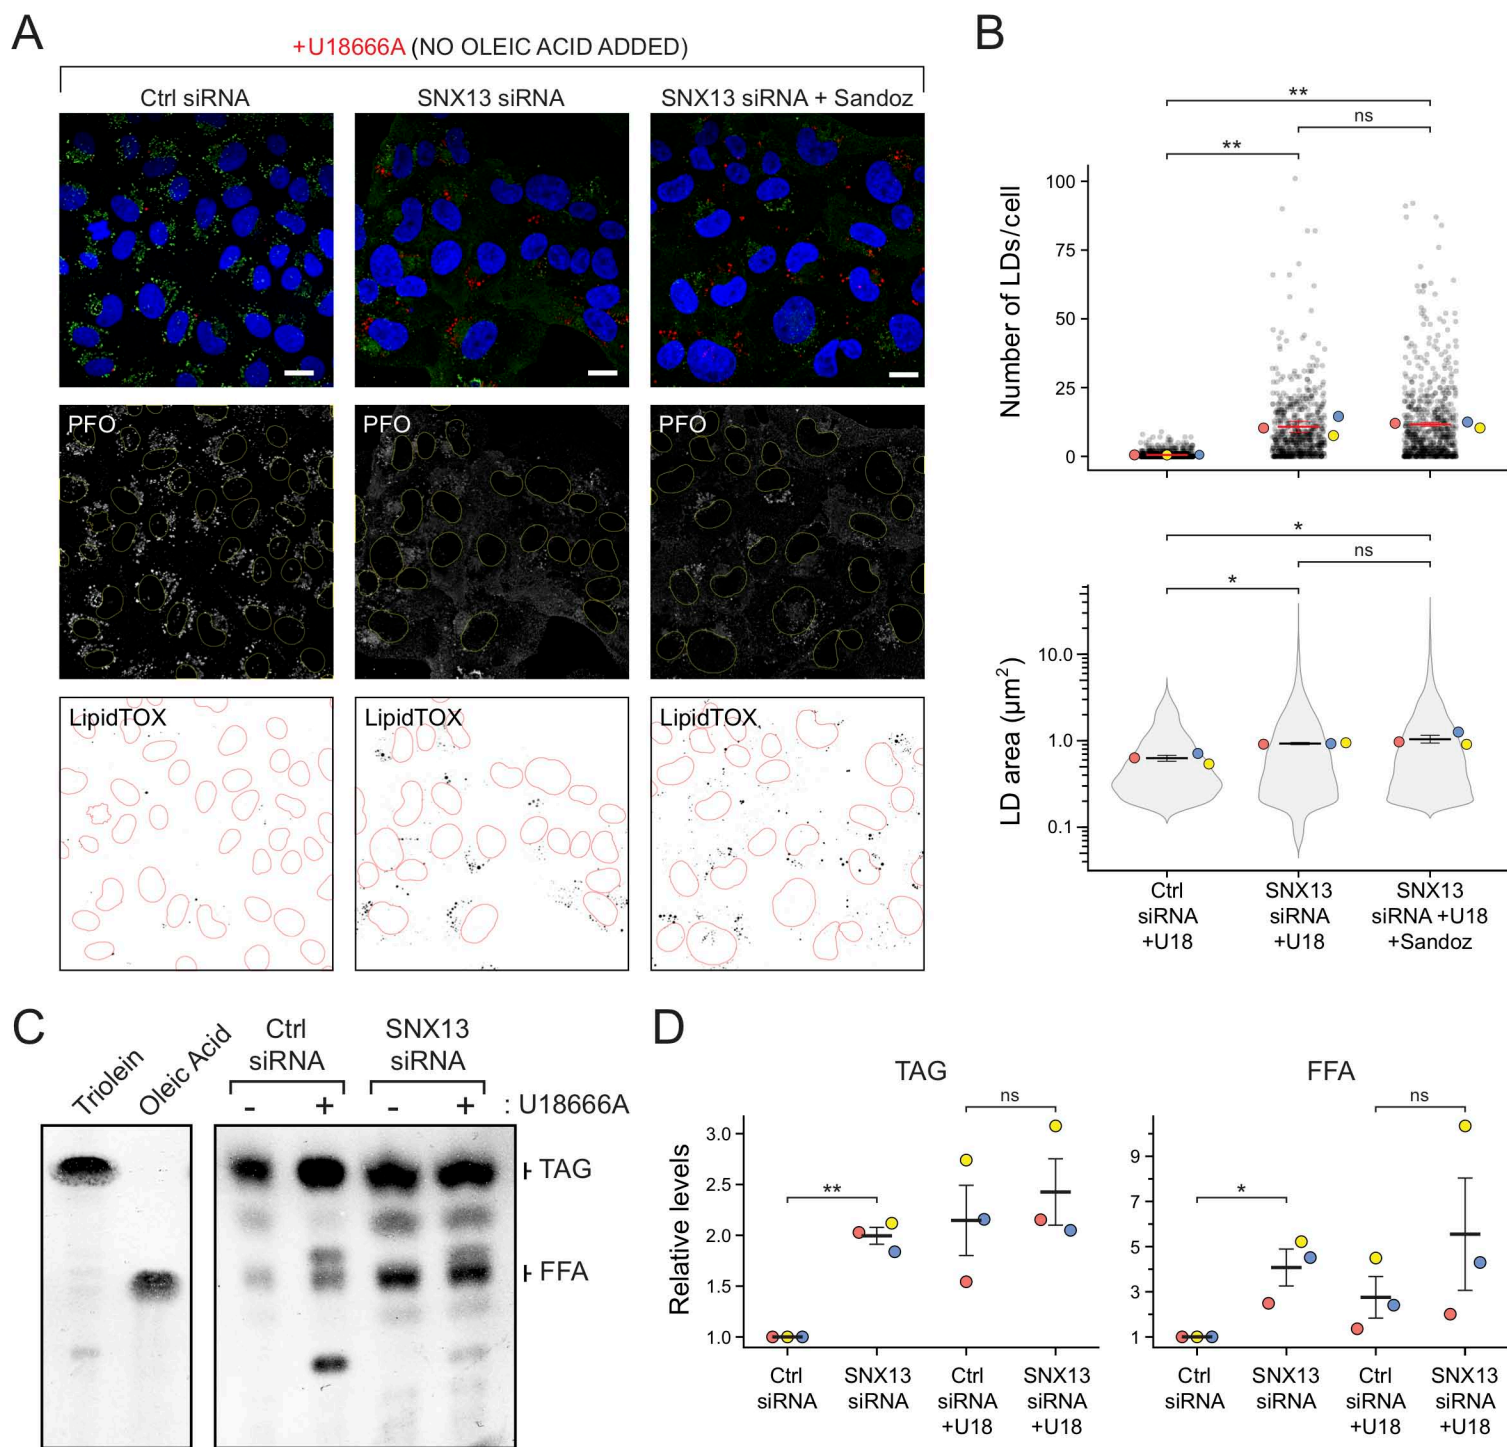 A
+U18666A (NO OLEIC ACID ADDED)
Ctrl siRNA
SNX13 siRNA
SNX13 siRNA + Sandoz
PFO
PFO
PFO
LipidTOX
LipidTOX
LipidTOX
B
**
ns
**
Number of LDs/cell
100
75
50
25
0
*
ns
*
LD area (µm²)
10.0
1.0
0.1
Ctrl
siRNA
+U18
SNX13
siRNA
+U18
SNX13
siRNA +U18
+Sandoz
C
Triolein
Oleic Acid
Ctrl
siRNA
SNX13
siRNA
- + - + : U18666A
TAG
FFA
D
TAG
Relative levels
3.0
2.5
2.0
1.5
1.0
**
ns
Ctrl
siRNA
SNX13
siRNA
Ctrl
siRNA
+U18
SNX13
siRNA
+U18
FFA
9
7
5
3
1
*
ns
Ctrl
siRNA
SNX13
siRNA
Ctrl
siRNA
+U18
SNX13
siRNA
+U18